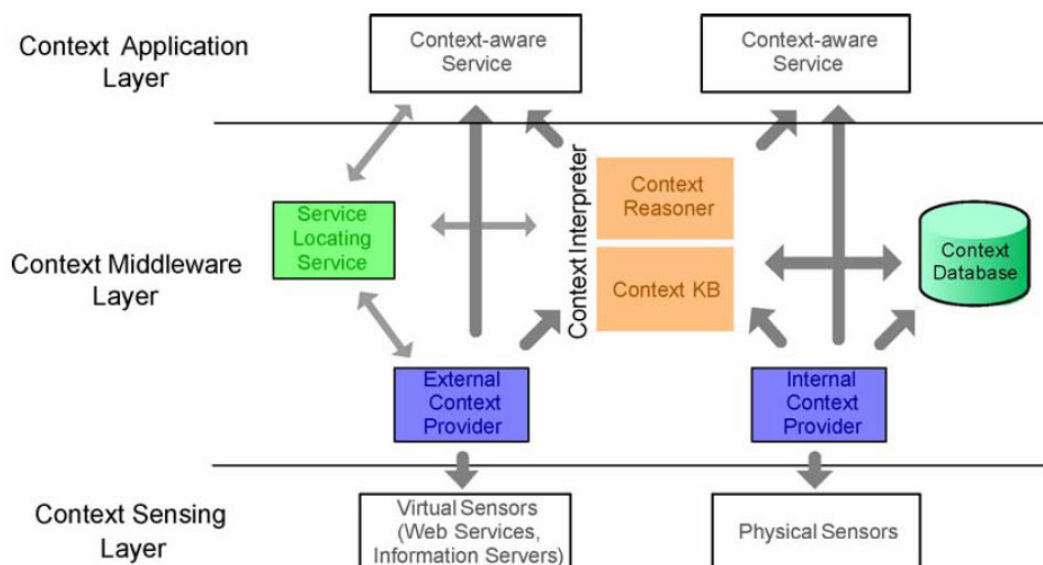 Context Application
Layer
Context-aware
Service
Context-aware
Service
Context Middleware
Layer
Service
Locating
Service
Context Interpreter
Context
Reasoner
Context KB
Context
Database
External
Context
Provider
Internal
Context
Provider
Context Sensing
Layer
Virtual Sensors
(Web Services,
Information Servers)
Physical Sensors